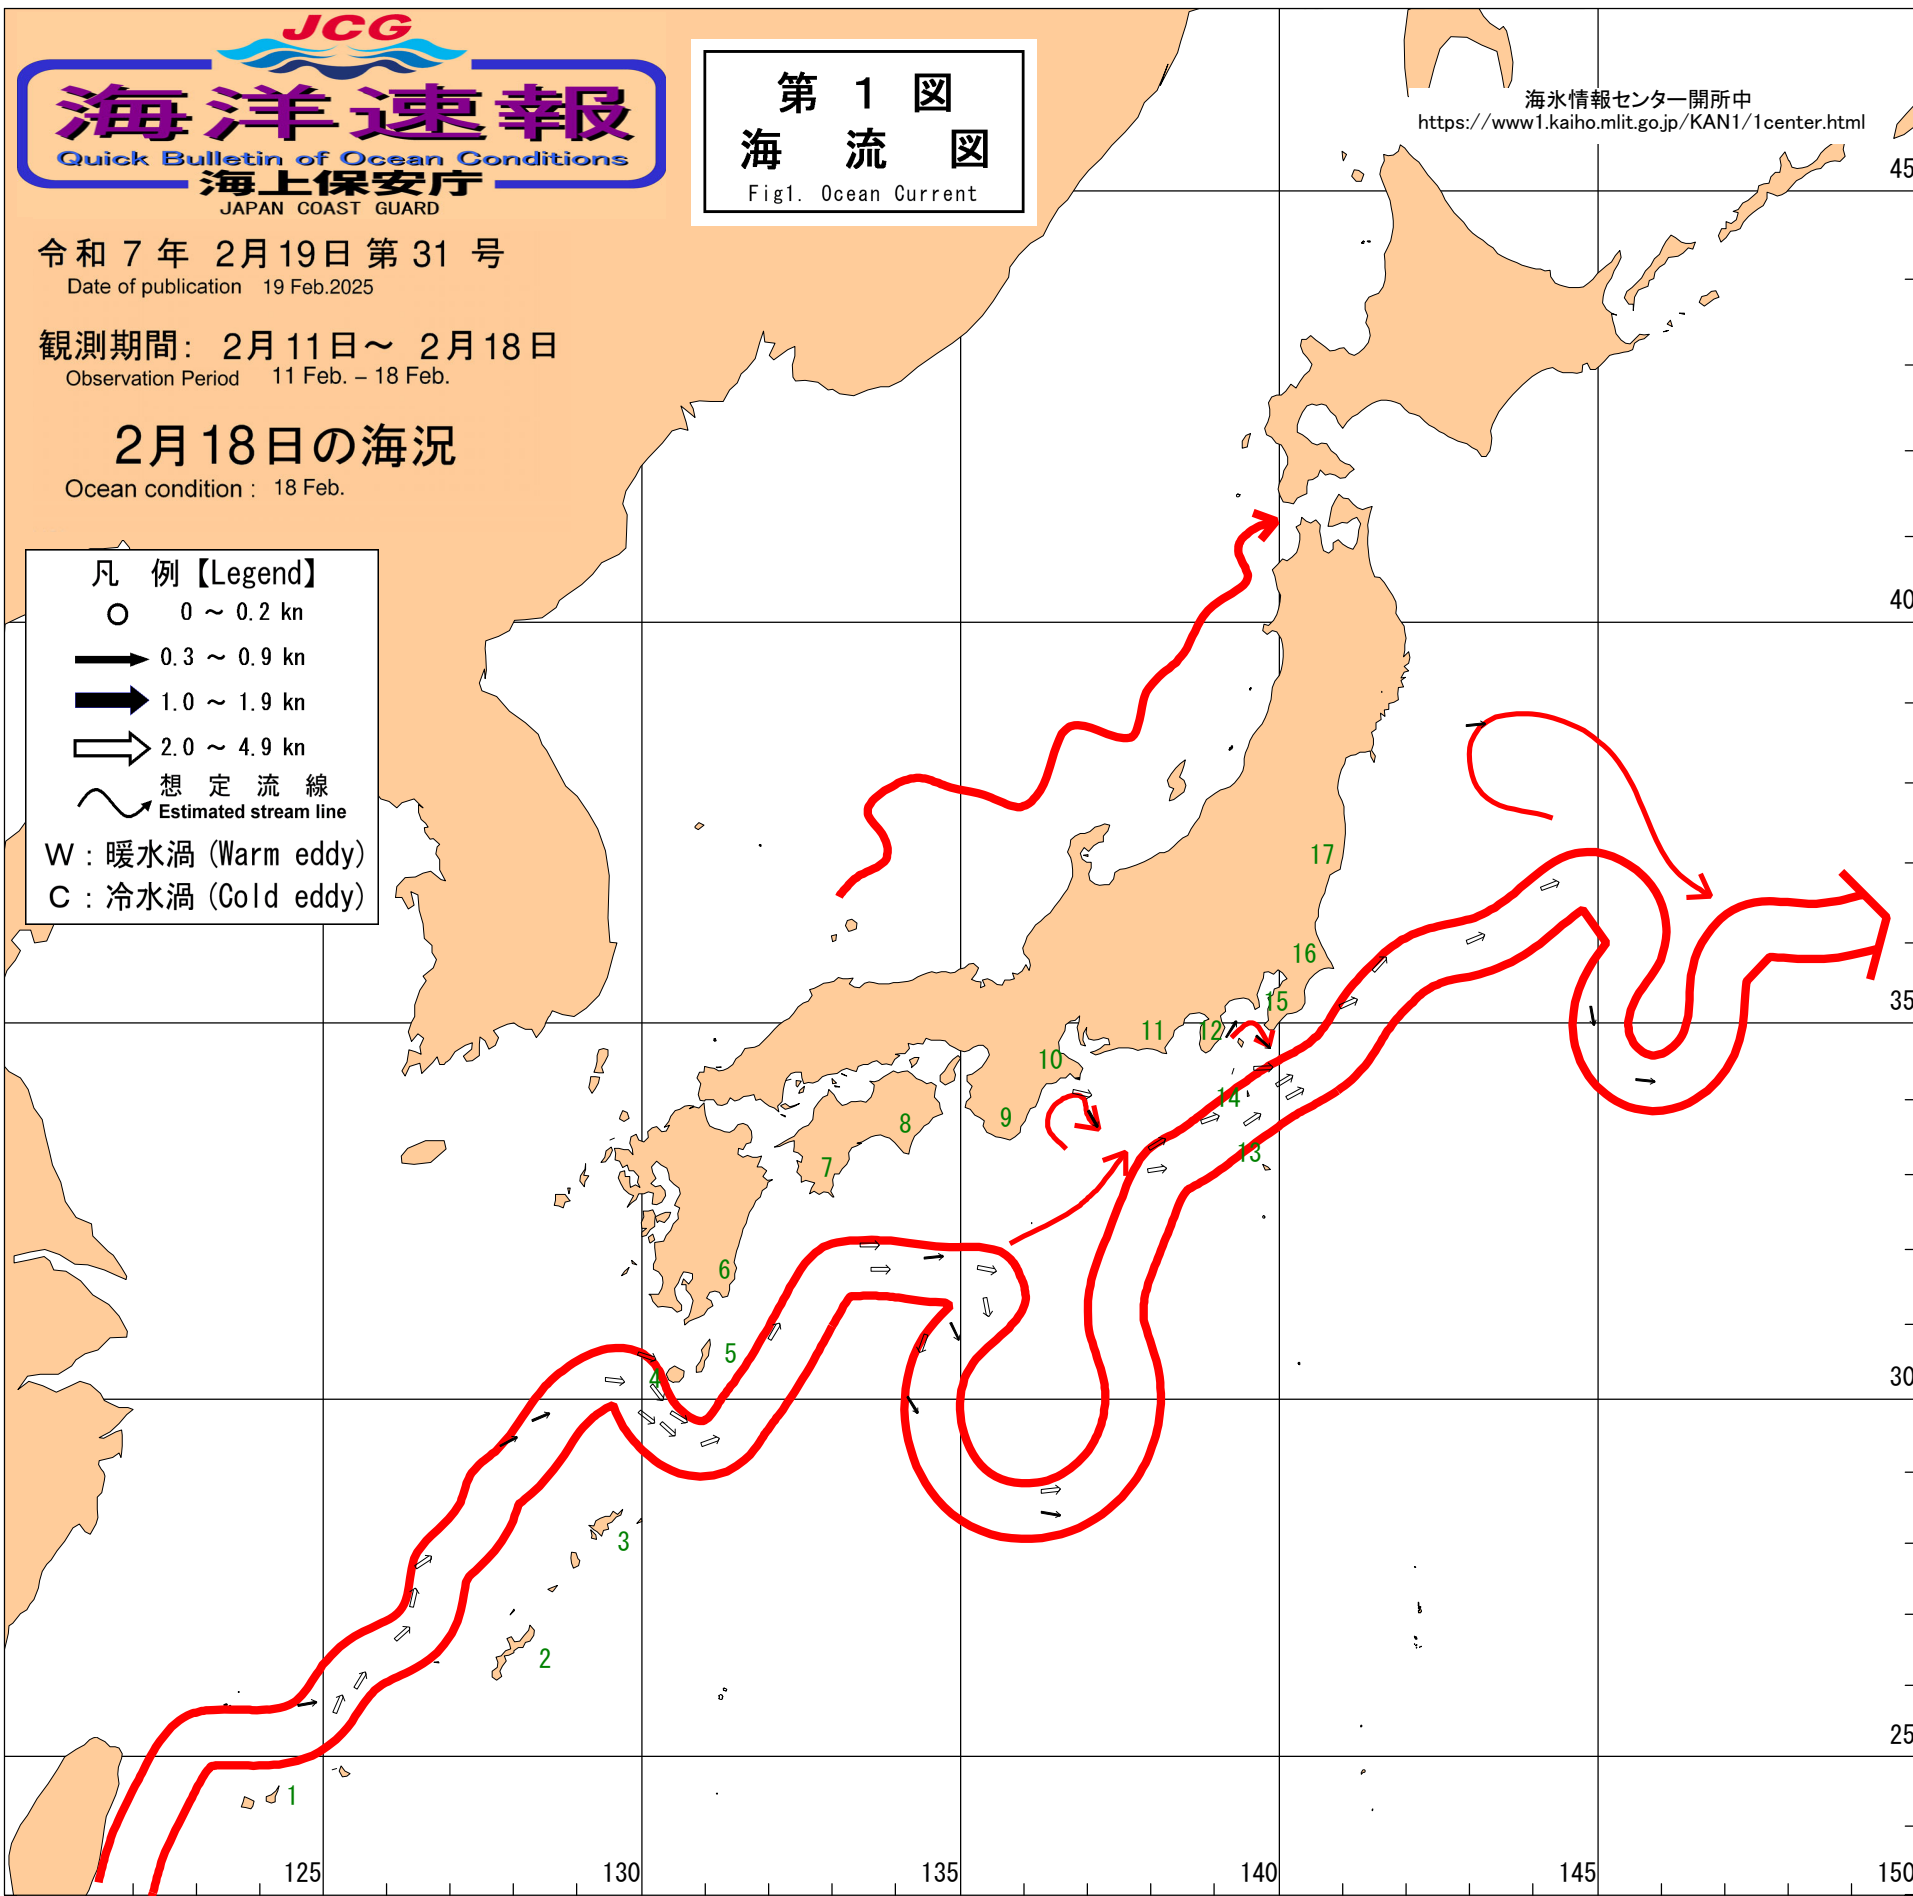 JCG
海洋速報
Quick Bulletin of Ocean Conditions
海上保安庁
JAPAN COAST GUARD
令和 7 年 2月19日 第 31 号
Date of publication 19 Feb.2025
観測期間: 2月11日~ 2月18日
Observation Period 11 Feb. – 18 Feb.
2月18日の海況
Ocean condition : 18 Feb.
第 1 図
海 流 図
Fig1. Ocean Current
海氷情報センター開所中
https://www1.kaiho.mlit.go.jp/KAN1/1center.html
凡 例【Legend】
0 ~ 0.2 kn
0.3 ~ 0.9 kn
1.0 ~ 1.9 kn
2.0 ~ 4.9 kn
想 定 流 線
Estimated stream line
W : 暖水渦 (Warm eddy)
C : 冷水渦 (Cold eddy)
45
40
35
30
25
17
16
15
12
11
10
14
9
8
13
7
6
5
4
3
2
1
125
130
135
140
145
150